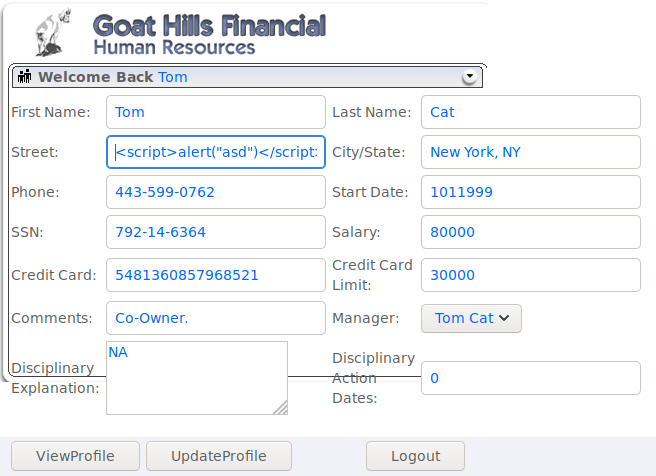 Goat Hills Financial
Human Resources
Welcome Back Tom
First Name: Tom Last Name: Cat
Street: <script>alert("asd")</script> City/State: New York, NY
Phone: 443-599-0762 Start Date: 1011999
SSN: 792-14-6364 Salary: 80000
Credit Card: 5481360857968521 Credit Card Limit: 30000
Comments: Co-Owner. Manager: Tom Cat
Disciplinary Explanation: NA Disciplinary Action Dates: 0
ViewProfile UpdateProfile Logout